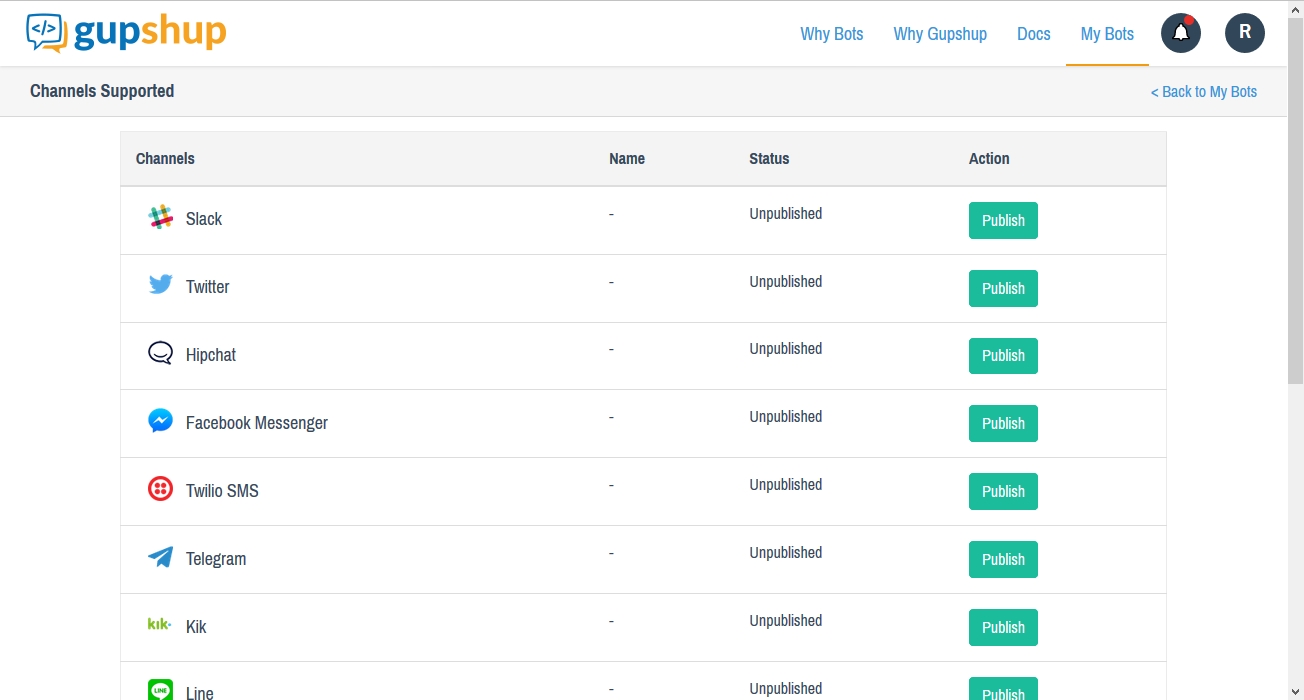 </> gupshup Why Bots Why Gupshup Docs My Bots R
Channels Supported < Back to My Bots
Channels Name Status Action
Slack - Unpublished Publish
Twitter - Unpublished Publish
Hipchat - Unpublished Publish
Facebook Messenger - Unpublished Publish
Twilio SMS - Unpublished Publish
Telegram - Unpublished Publish
kik. Kik - Unpublished Publish
LINE Line - Unpublished Publish